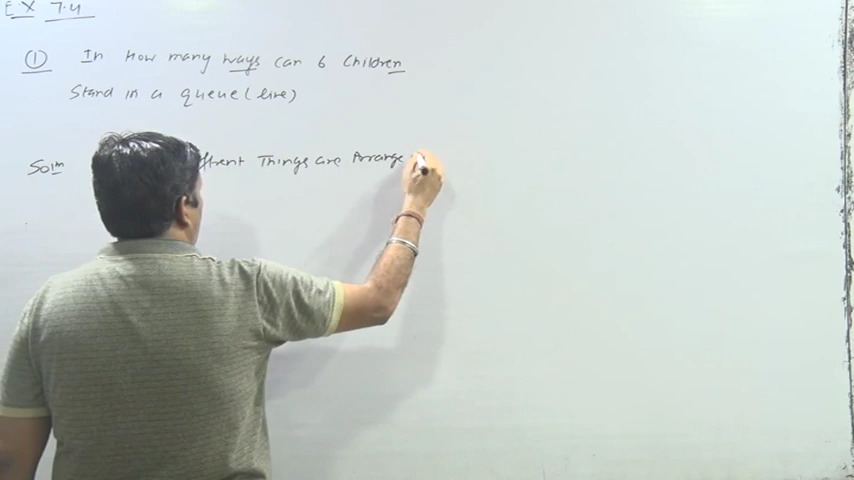 EX 7.4
① In How many ways can 6 children
Stand in a queue (line)
Soln Things are Arrange